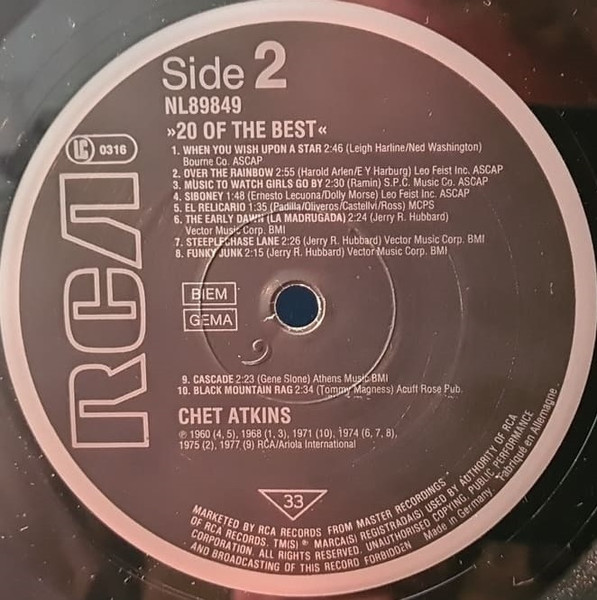 Side 2
NL89849
»20 OF THE BEST«
LC 0316
RCA
1. WHEN YOU WISH UPON A STAR 2:46 (Leigh Harline/Ned Washington)
Bourne Co. ASCAP
2. OVER THE RAINBOW 2:55 (Harold Arlen/E Y Harburg) Leo Feist Inc. ASCAP
3. MUSIC TO WATCH GIRLS GO BY 2:30 (Ramin) S.P.C. Music Co. ASCAP
4. SIBONEY 1:48 (Ernesto Lecuona/Dolly Morse) Leo Feist Inc. ASCAP
5. EL RELICARIO 1:35 (Padilla/Oliveros/Castellvi/Ross) MCPS
6. THE EARLY DAWN (LA MADRUGADA) 2:24 (Jerry R. Hubbard)
Vector Music Corp. BMI
7. STEEPLECHASE LANE 2:26 (Jerry R. Hubbard) Vector Music Corp. BMI
8. FUNKY JUNK 2:15 (Jerry R. Hubbard) Vector Music Corp. BMI
BIEM
GEMA
9. CASCADE 2:23 (Gene Slone) Athens Music BMI
10. BLACK MOUNTAIN RAG 2:34 (Tommy Magness) Acuff Rose Pub.
CHET ATKINS
℗ 1960 (4, 5), 1968 (1, 3), 1971 (10), 1974 (6, 7, 8),
1975 (2), 1977 (9) RCA/Ariola International
33
MARKETED BY RCA RECORDS FROM MASTER RECORDINGS
OF RCA RECORDS. TM(S) ® MARCA(S) REGISTRADA(S) USED BY AUTHORITY OF RCA
CORPORATION. ALL RIGHTS RESERVED. UNAUTHORISED COPYING, PUBLIC PERFORMANCE
AND BROADCASTING OF THIS RECORD FORBIDDEN Made in Germany. Fabriqué en Allemagne.